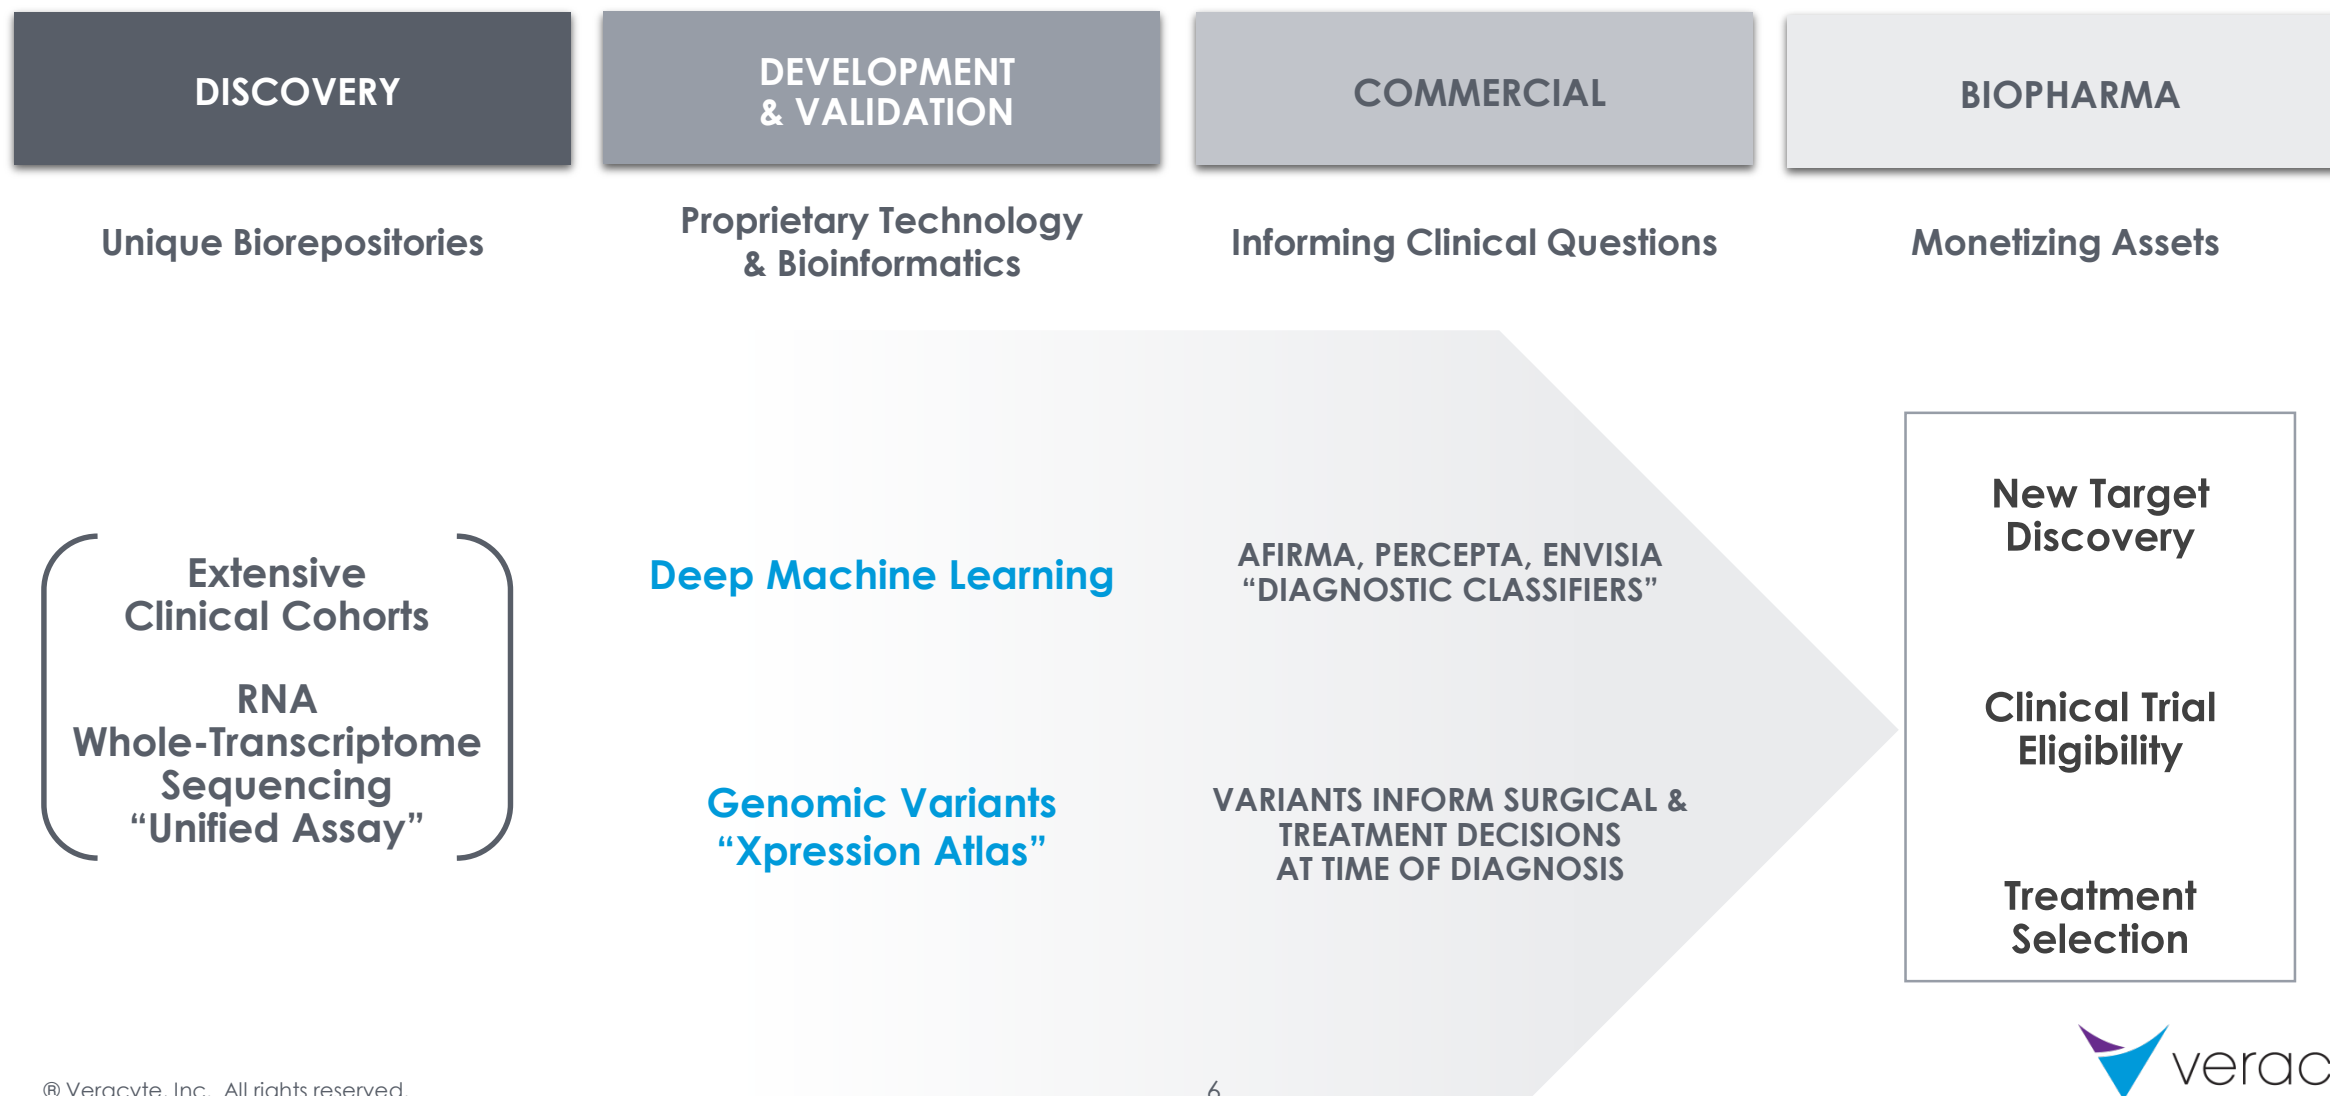 DISCOVERY
DEVELOPMENT
& VALIDATION
COMMERCIAL
BIOPHARMA
Unique Biorepositories
Proprietary Technology
& Bioinformatics
Informing Clinical Questions
Monetizing Assets
Extensive
Clinical Cohorts
RNA
Whole-Transcriptome
Sequencing
“Unified Assay”
Deep Machine Learning
Genomic Variants
“Xpression Atlas”
AFIRMA, PERCEPTA, ENVISIA
“DIAGNOSTIC CLASSIFIERS”
VARIANTS INFORM SURGICAL &
TREATMENT DECISIONS
AT TIME OF DIAGNOSIS
New Target
Discovery
Clinical Trial
Eligibility
Treatment
Selection
® Veracyte, Inc. All rights reserved.
6
verac